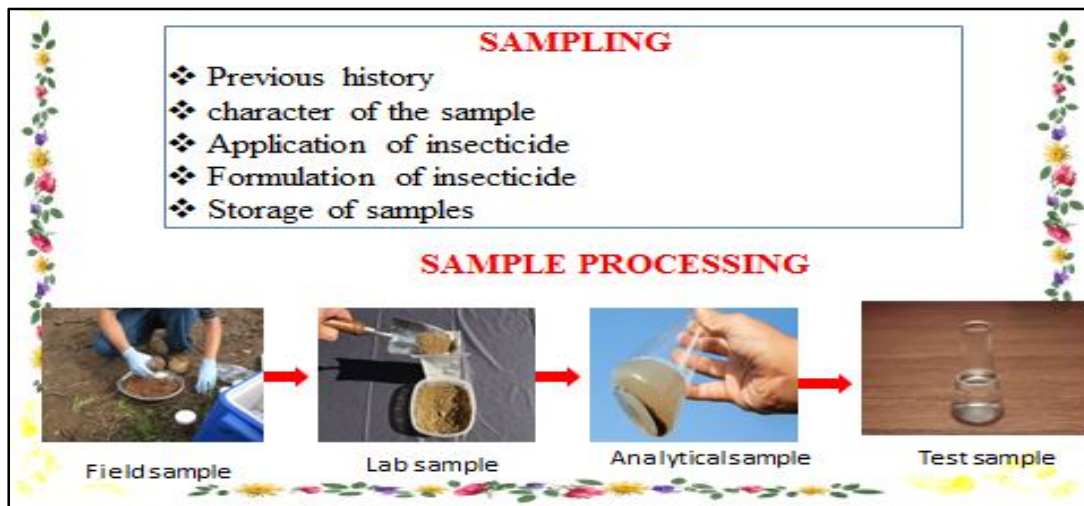 SAMPLING
❖ Previous history
❖ character of the sample
❖ Application of insecticide
❖ Formulation of insecticide
❖ Storage of samples
SAMPLE PROCESSING
Field sample
Lab sample
Analytical sample
Test sample